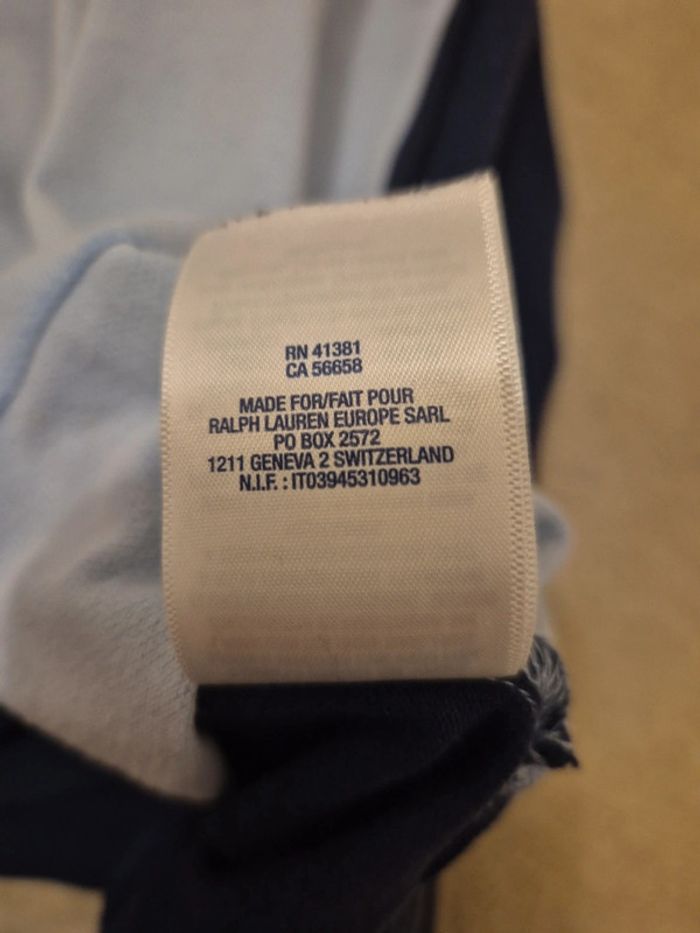 RN 41381
CA 56658
MADE FOR/FAIT POUR
RALPH LAUREN EUROPE SARL
PO BOX 2572
1211 GENEVA 2 SWITZERLAND
N.I.F. : IT03945310963